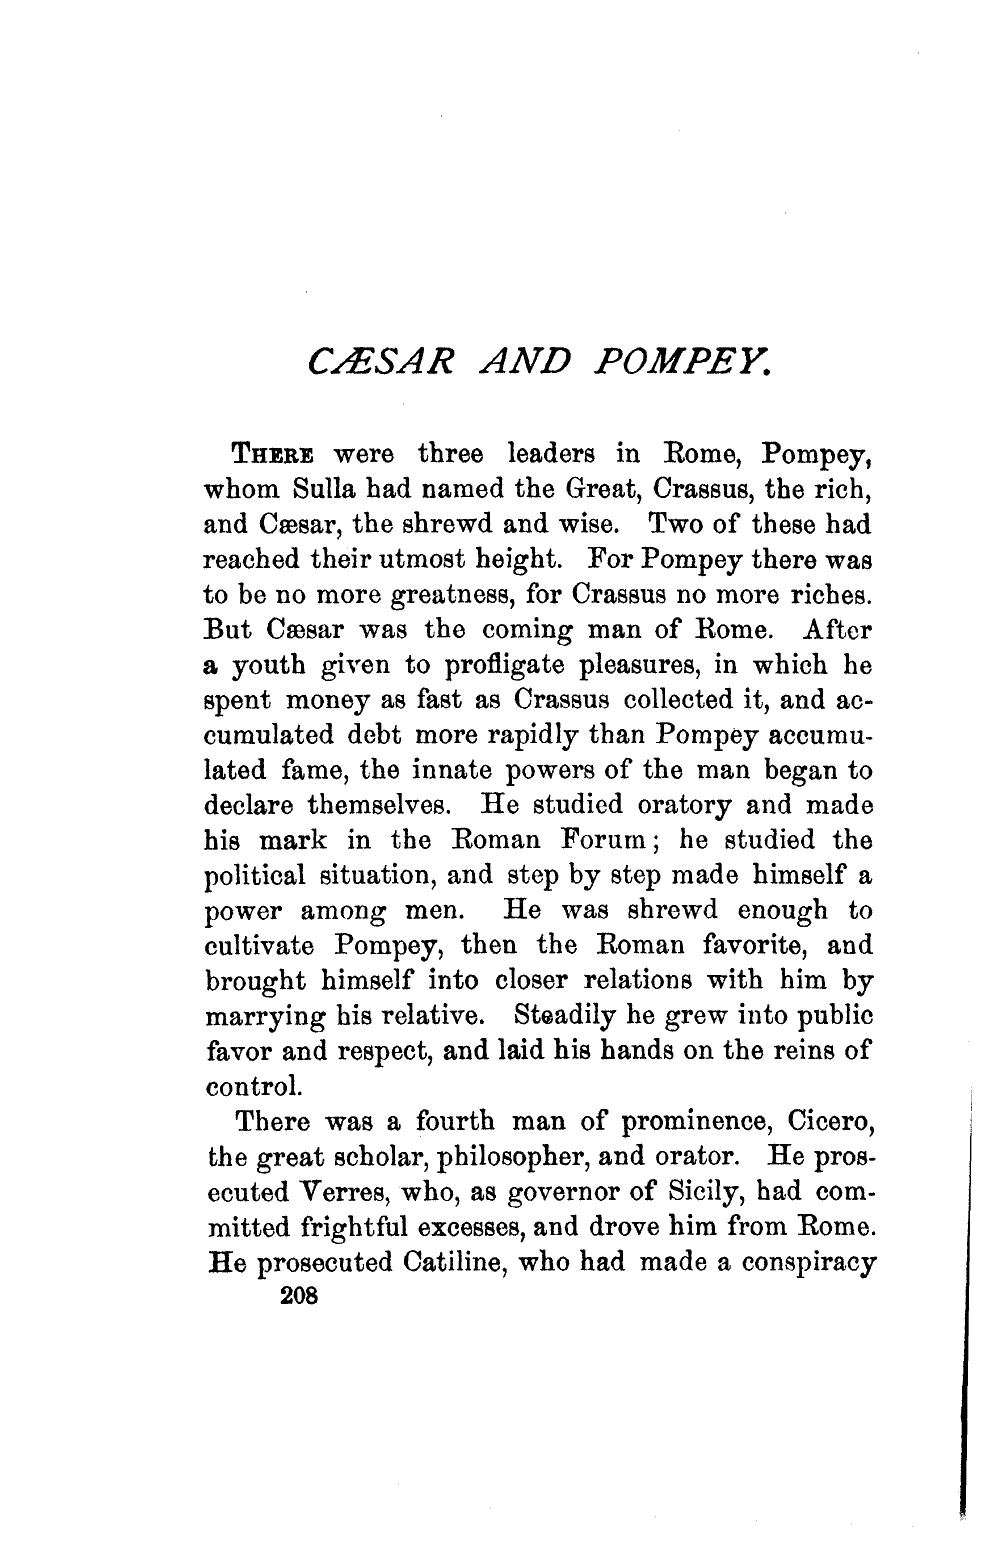 CÆSAR AND POMPEY.
THERE were three leaders in Rome, Pompey,
whom Sulla had named the Great, Crassus, the rich,
and Cæsar, the shrewd and wise. Two of these had
reached their utmost height. For Pompey there was
to be no more greatness, for Crassus no more riches.
But Cæsar was the coming man of Rome. After
a youth given to profligate pleasures, in which he
spent money as fast as Crassus collected it, and ac-
cumulated debt more rapidly than Pompey accumu-
lated fame, the innate powers of the man began to
declare themselves. He studied oratory and made
his mark in the Roman Forum; he studied the
political situation, and step by step made himself a
power among men. He was shrewd enough to
cultivate Pompey, then the Roman favorite, and
brought himself into closer relations with him by
marrying his relative. Steadily he grew into public
favor and respect, and laid his hands on the reins of
control.
There was a fourth man of prominence, Cicero,
the great scholar, philosopher, and orator. He pros-
ecuted Verres, who, as governor of Sicily, had com-
mitted frightful excesses, and drove him from Rome.
He prosecuted Catiline, who had made a conspiracy
208